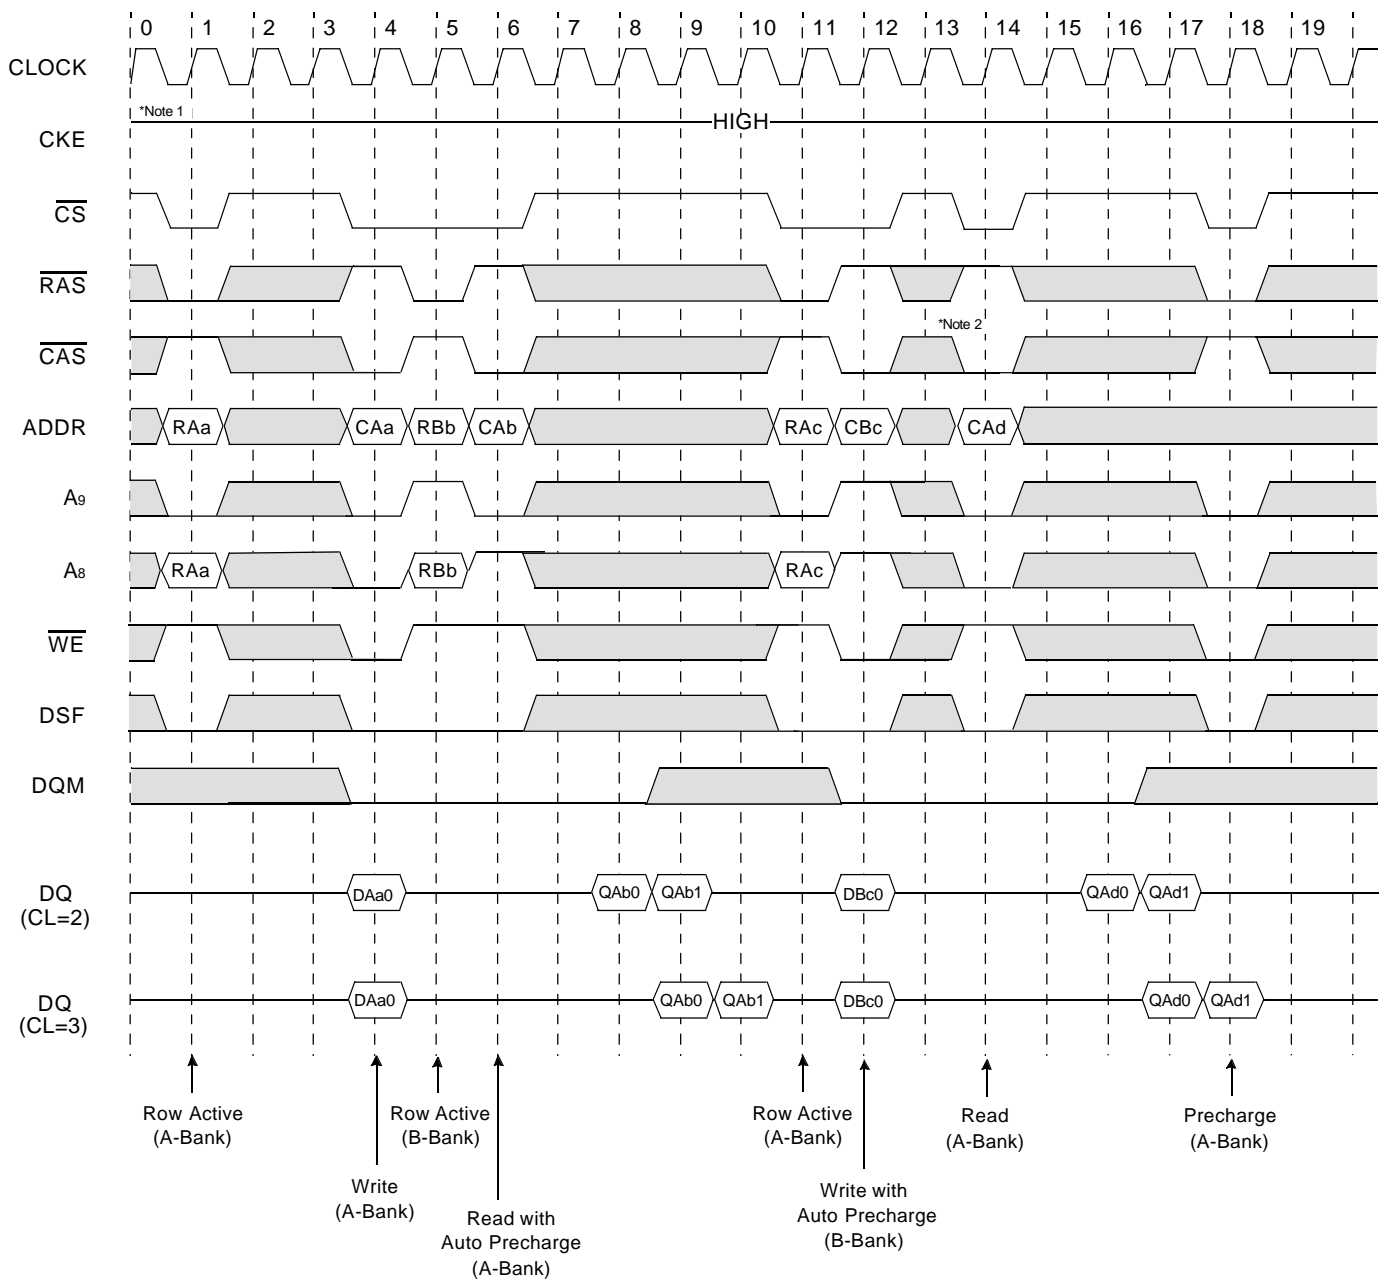 0 1 2 3 4 5 6 7 8 9 10 11 12 13 14 15 16 17 18 19
CLOCK
*Note 1
CKE
HIGH
CS
RAS
*Note 2
CAS
ADDR RAa CAa RBb CAb RAc CBc CAd
A9
A8 RAa RBb RAc
WE
DSF
DQM
DQ
(CL=2)
DAa0 QAb0 QAb1 DBc0 QAd0 QAd1
DQ
(CL=3)
DAa0 QAb0 QAb1 DBc0 QAd0 QAd1
Row Active
(A-Bank)
Write
(A-Bank)
Row Active
(B-Bank)
Read with
Auto Precharge
(A-Bank)
Row Active
(A-Bank)
Write with
Auto Precharge
(B-Bank)
Read
(A-Bank)
Precharge
(A-Bank)